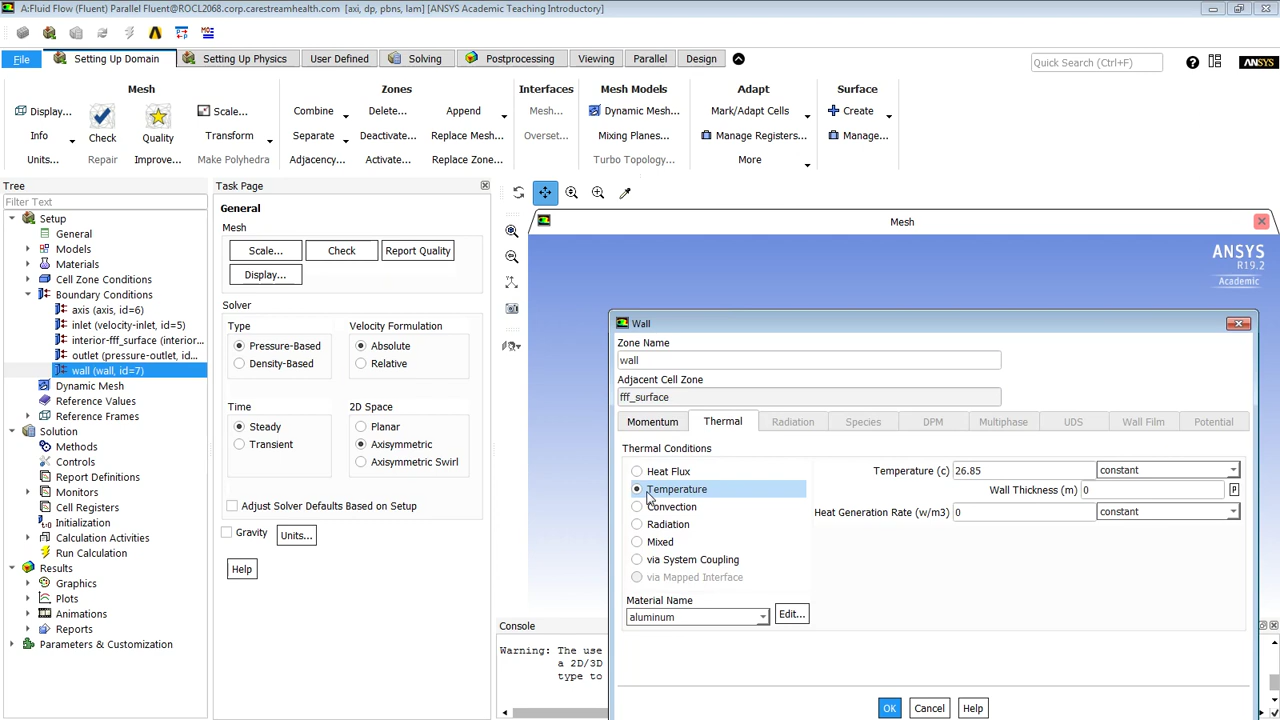 A:Fluid Flow (Fluent) Parallel Fluent@ROCL2068.corp.carestreamhealth.com [axi, dp, pbns, lam] [ANSYS Academic Teaching Introductory]
File Setting Up Domain Setting Up Physics User Defined Solving Postprocessing Viewing Parallel Design Quick Search (Ctrl+F) ANSYS
Mesh Zones Interfaces Mesh Models Adapt Surface
Display... Scale... Combine Delete... Append Mesh... Dynamic Mesh... Mark/Adapt Cells Create
Info Check Quality Transform Separate Deactivate... Replace Mesh... Overset... Mixing Planes... Manage Registers... Manage...
Units... Repair Improve... Make Polyhedra Adjacency... Activate... Replace Zone... Turbo Topology... More
Tree
Filter Text
Setup
General
Models
Materials
Cell Zone Conditions
Boundary Conditions
axis (axis, id=6)
inlet (velocity-inlet, id=5)
interior-fff_surface (interior...
outlet (pressure-outlet, id...
wall (wall, id=7)
Dynamic Mesh
Reference Values
Reference Frames
Solution
Methods
Controls
Report Definitions
Monitors
Cell Registers
Initialization
Calculation Activities
Run Calculation
Results
Graphics
Plots
Animations
Reports
Parameters & Customization
Task Page
General
Mesh
Scale... Check Report Quality
Display...
Solver
Type Velocity Formulation
Pressure-Based Absolute
Density-Based Relative
Time 2D Space
Steady Planar
Transient Axisymmetric
Axisymmetric Swirl
Adjust Solver Defaults Based on Setup
Gravity Units...
Help
Mesh
ANSYS
R19.2
Academic
Wall
Zone Name
wall
Adjacent Cell Zone
fff_surface
Momentum Thermal Radiation Species DPM Multiphase UDS Wall Film Potential
Thermal Conditions
Heat Flux
Temperature
Convection
Radiation
Mixed
via System Coupling
via Mapped Interface
Material Name
aluminum Edit...
Temperature (c) 26.85 constant
Wall Thickness (m) 0 P
Heat Generation Rate (w/m3) 0 constant
OK Cancel Help
Console
Warning: The use
a 2D/3D
type to